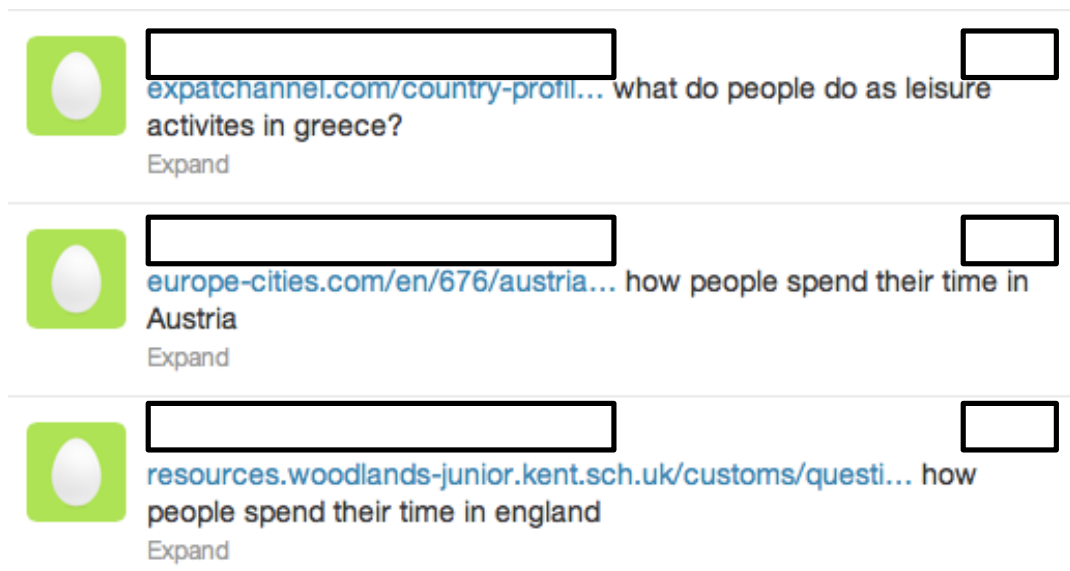 expatchannel.com/country-profil... what do people do as leisure
activites in greece?
Expand
europe-cities.com/en/676/austria... how people spend their time in
Austria
Expand
resources.woodlands-junior.kent.sch.uk/customs/questi... how
people spend their time in england
Expand